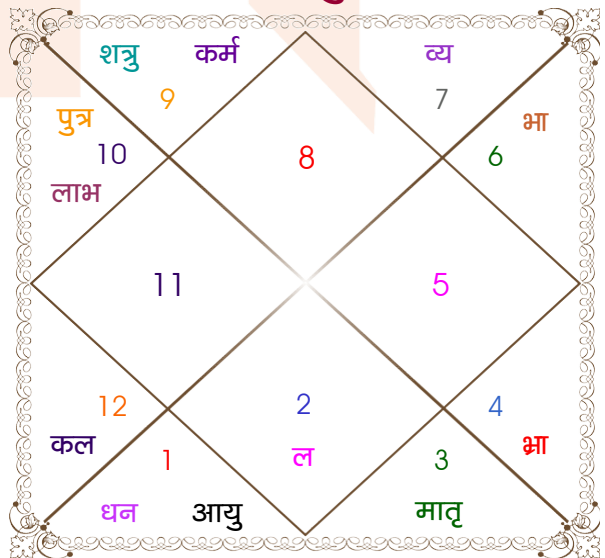 शत्रु कर्म व्य
9 7
पुत्र भा
10 8 6
लाभ
11 5
12 2 4
कल 1 ल 3 भ्रा
धन आयु मातृ